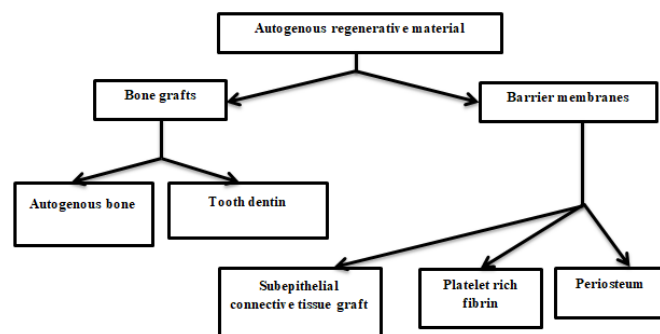 Autogenous regenerative material
Bone grafts
Barrier membranes
Autogenous bone
Tooth dentin
Subepithelial
connective tissue graft
Platelet rich
fibrin
Periosteum